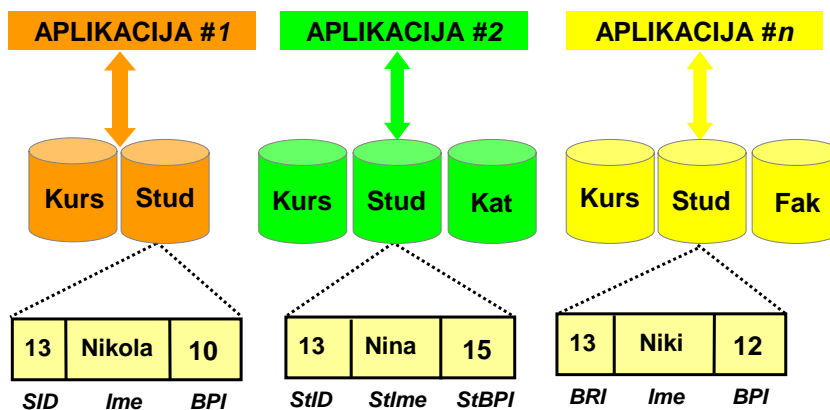 APLIKACIJA #1 APLIKACIJA #2 APLIKACIJA #n
Kurs Stud Kurs Stud Kat Kurs Stud Fak
13 Nikola 10 13 Nina 15 13 Niki 12
SID Ime BPI StID StIme StBPI BRI Ime BPI